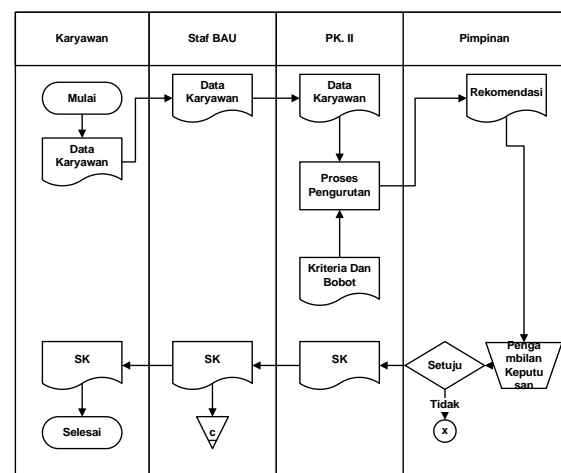 Karyawan
Staf BAU
PK. II
Pimpinan
Mulai
Data
Karyawan
Data
Karyawan
Data
Karyawan
Rekomendasi
Proses
Pengurutan
Kriteria Dan
Bobot
SK
SK
SK
Setuju
Penga
mbilan
Keputu
san
Tidak
Selesai
c
x